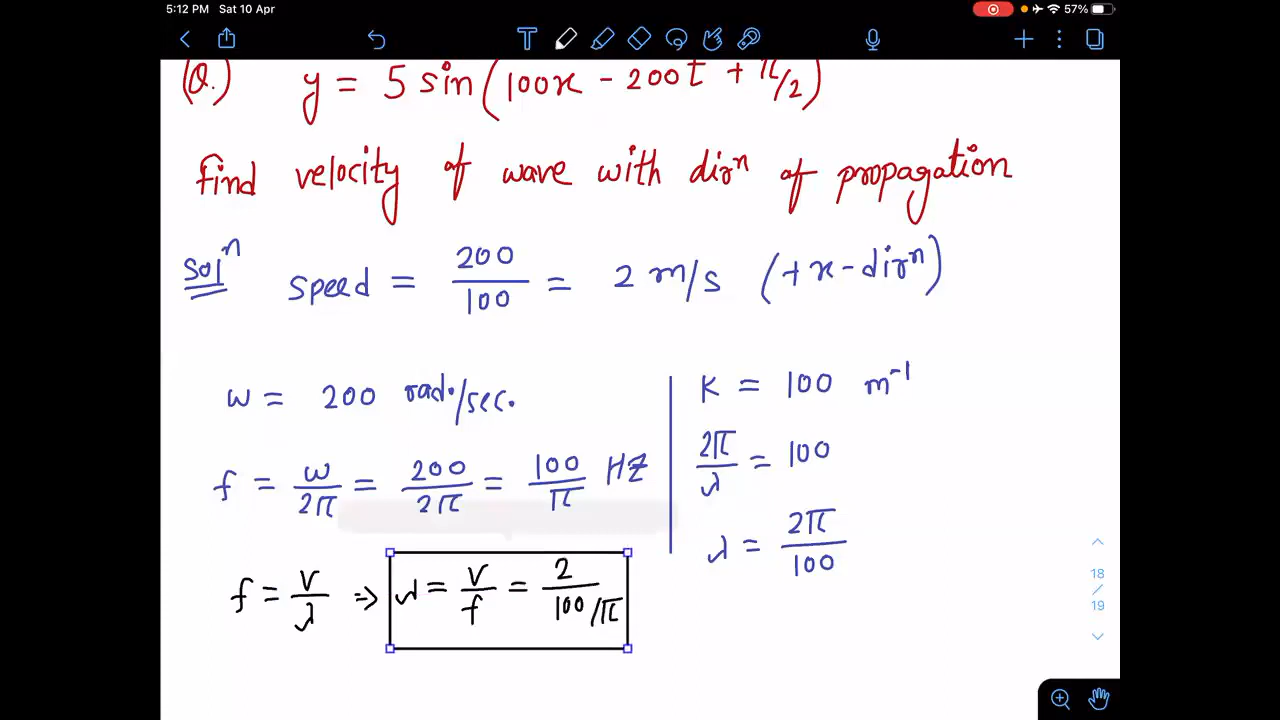 5:12 PM Sat 10 Apr
57%
(Q.) y = 5 sin(100x - 200t + π/2)
find velocity of wave with dirⁿ of propagation
Solⁿ speed = 200/100 = 2 m/s (+x-dirⁿ)
w = 200 rad./sec.
f = w/2π = 200/2π = 100/π HZ
f = v/λ => λ = v/f = 2/(100/π)
K = 100 m⁻¹
2π/λ = 100
λ = 2π/100
18
/
19